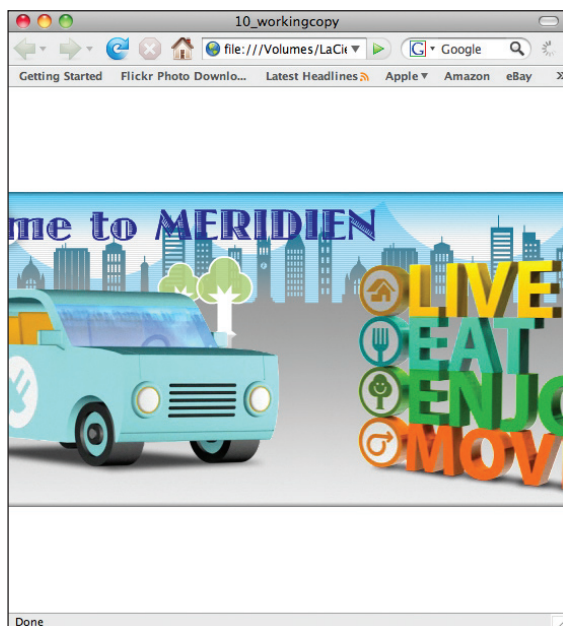 10_workingcopy
file:///Volumes/LaCie
Google
Getting Started Flickr Photo Downlo... Latest Headlines Apple Amazon eBay »
me to MERIDIEN
LIVE
EAT
ENJO
MOV
Done